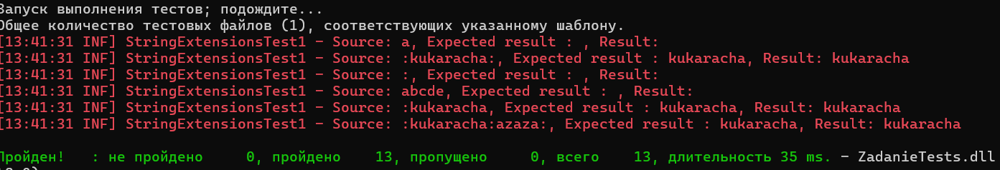 Запуск выполнения тестов; подождите...
Общее количество тестовых файлов (1), соответствующих указанному шаблону.
[13:41:31 INF] StringExtensionsTest1 - Source: a, Expected result : , Result:
[13:41:31 INF] StringExtensionsTest1 - Source: :kukaracha:, Expected result : kukaracha, Result: kukaracha
[13:41:31 INF] StringExtensionsTest1 - Source: :, Expected result : , Result:
[13:41:31 INF] StringExtensionsTest1 - Source: abcde, Expected result : , Result:
[13:41:31 INF] StringExtensionsTest1 - Source: :kukaracha, Expected result : kukaracha, Result: kukaracha
[13:41:31 INF] StringExtensionsTest1 - Source: :kukaracha:azaza:, Expected result : kukaracha, Result: kukaracha
Пройден!   : не пройдено     0, пройдено    13, пропущено     0, всего    13, длительность 35 ms. - ZadanieTests.dll